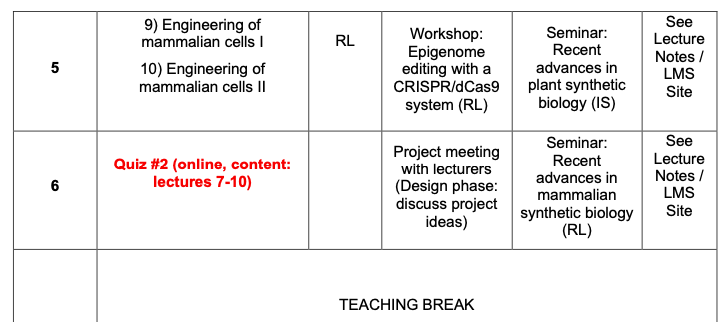 5
9) Engineering of
mammalian cells I
10) Engineering of
mammalian cells II
RL
Workshop:
Epigenome
editing with a
CRISPR/dCas9
system (RL)
Seminar:
Recent
advances in
plant synthetic
biology (IS)
See
Lecture
Notes /
LMS
Site
6
Quiz #2 (online, content:
lectures 7-10)
Project meeting
with lecturers
(Design phase:
discuss project
ideas)
Seminar:
Recent
advances in
mammalian
synthetic biology
(RL)
See
Lecture
Notes /
LMS
Site
TEACHING BREAK